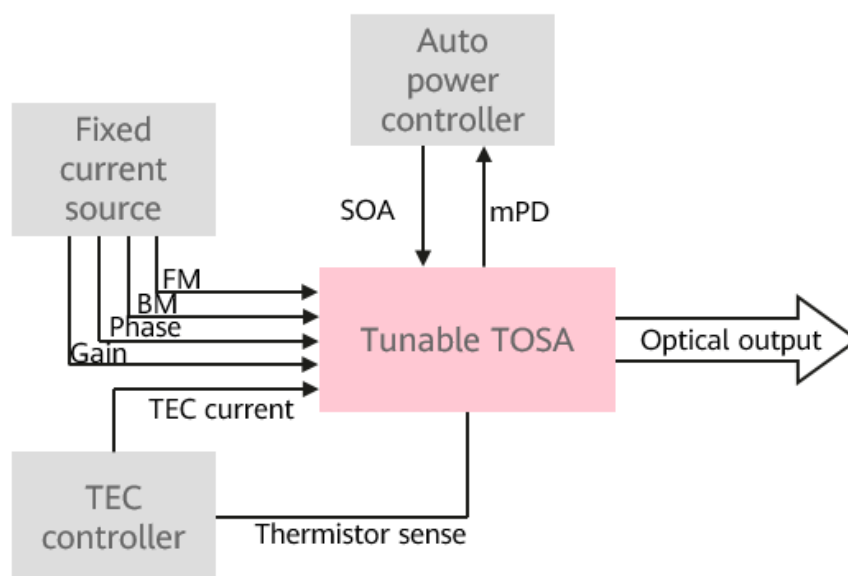 Auto
power
controller
Fixed
current
source
SOA
mPD
FM
BM
Phase
Gain
Tunable TOSA
Optical output
TEC current
TEC
controller
Thermistor sense